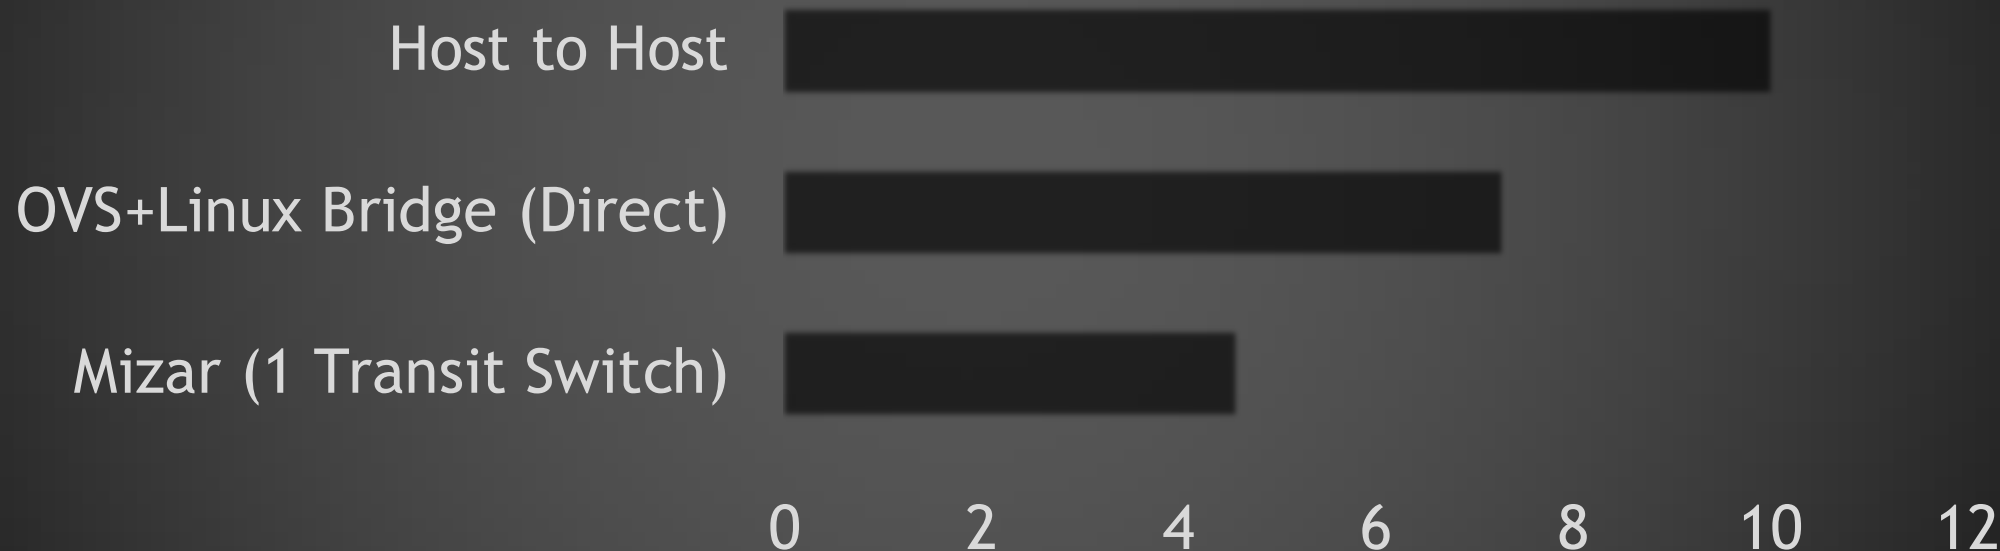 Host to Host
OVS+Linux Bridge (Direct)
Mizar (1 Transit Switch)
0 2 4 6 8 10 12